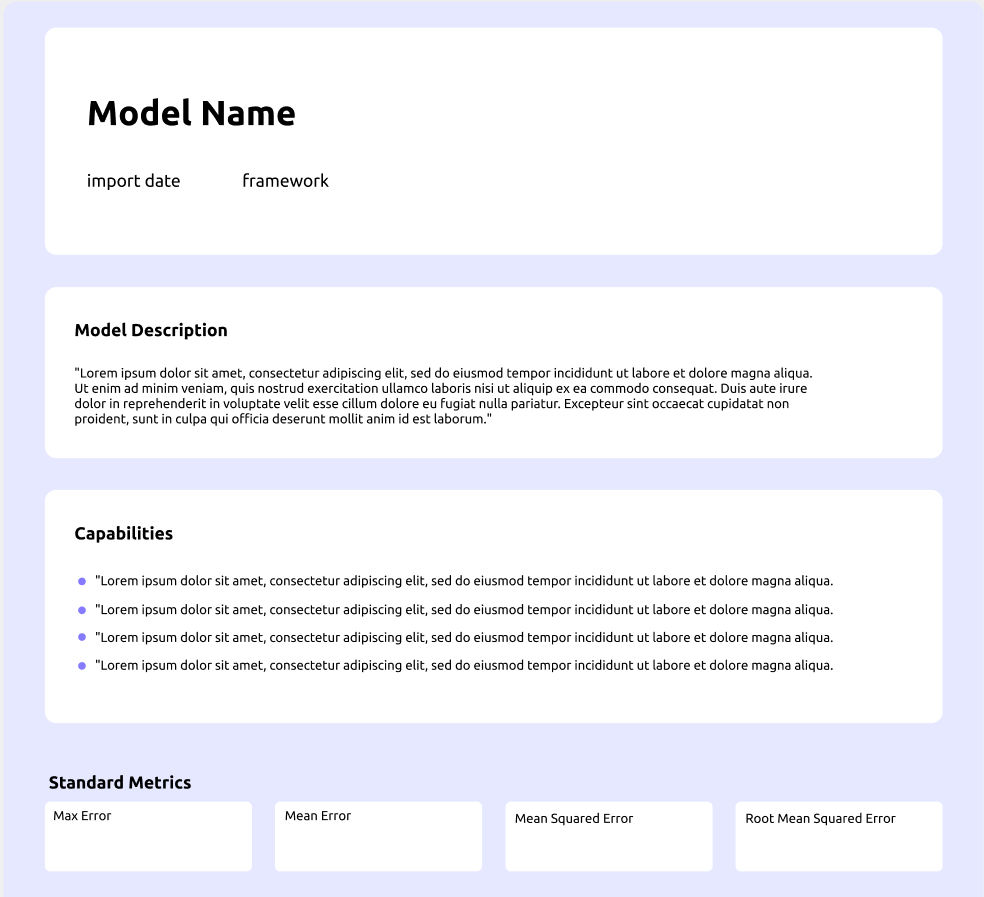 Model Name
import date framework
Model Description
"Lorem ipsum dolor sit amet, consectetur adipiscing elit, sed do eiusmod tempor incididunt ut labore et dolore magna aliqua.
Ut enim ad minim veniam, quis nostrud exercitation ullamco laboris nisi ut aliquip ex ea commodo consequat. Duis aute irure
dolor in reprehenderit in voluptate velit esse cillum dolore eu fugiat nulla pariatur. Excepteur sint occaecat cupidatat non
proident, sunt in culpa qui officia deserunt mollit anim id est laborum."
Capabilities
"Lorem ipsum dolor sit amet, consectetur adipiscing elit, sed do eiusmod tempor incididunt ut labore et dolore magna aliqua.
"Lorem ipsum dolor sit amet, consectetur adipiscing elit, sed do eiusmod tempor incididunt ut labore et dolore magna aliqua.
"Lorem ipsum dolor sit amet, consectetur adipiscing elit, sed do eiusmod tempor incididunt ut labore et dolore magna aliqua.
"Lorem ipsum dolor sit amet, consectetur adipiscing elit, sed do eiusmod tempor incididunt ut labore et dolore magna aliqua.
Standard Metrics
Max Error
Mean Error
Mean Squared Error
Root Mean Squared Error